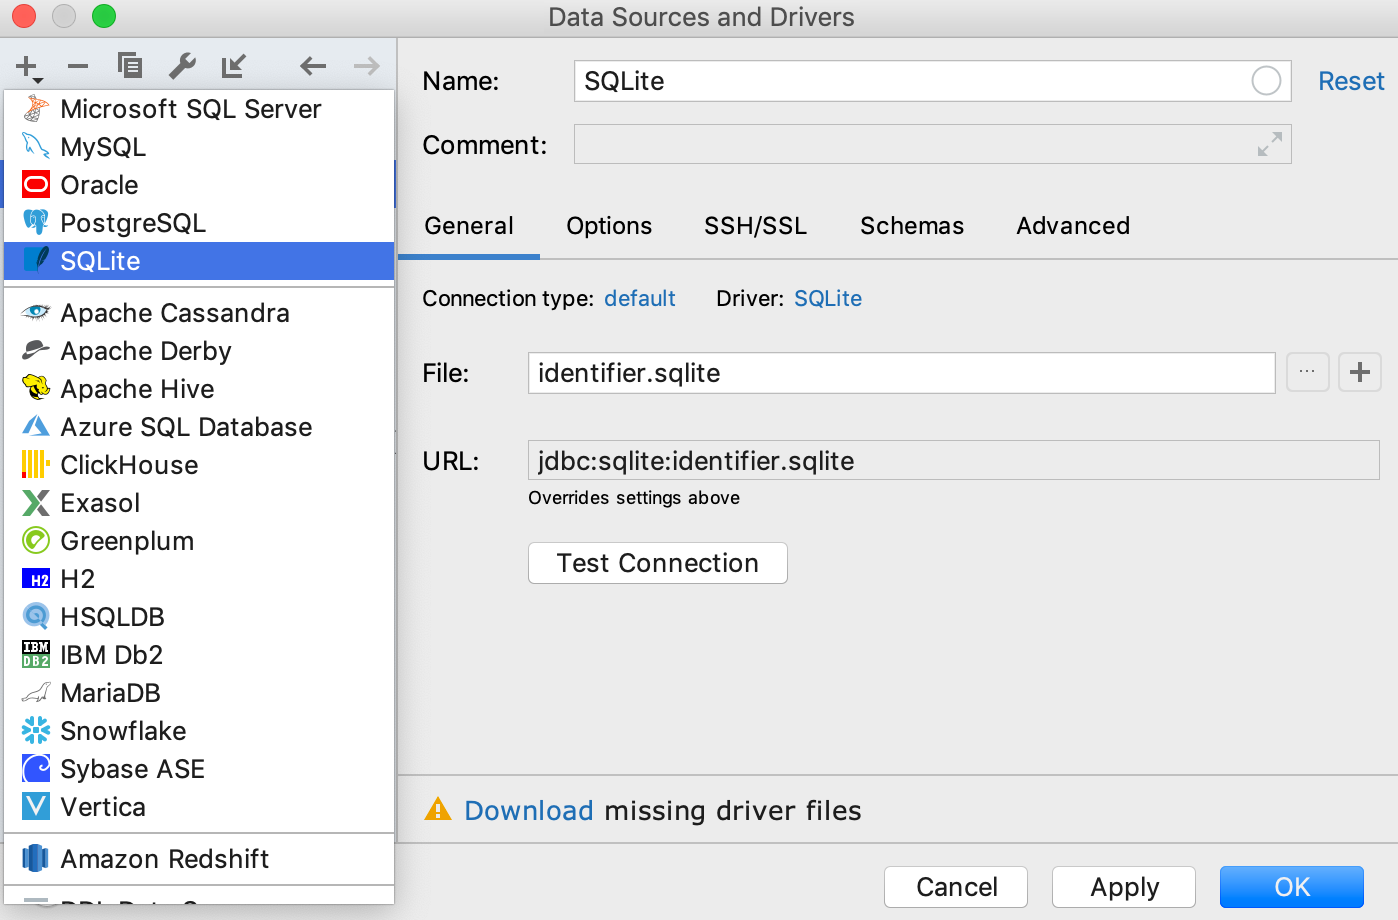 Data Sources and Drivers
Microsoft SQL Server
MySQL
Oracle
PostgreSQL
SQLite
Apache Cassandra
Apache Derby
Apache Hive
Azure SQL Database
ClickHouse
Exasol
Greenplum
H2
H2
HSQLDB
IBM
DB2
IBM Db2
MariaDB
Snowflake
Sybase ASE
Vertica
Amazon Redshift
Name: SQLite Reset
Comment:
General Options SSH/SSL Schemas Advanced
Connection type: default Driver: SQLite
File: identifier.sqlite ...
URL: jdbc:sqlite:identifier.sqlite
Overrides settings above
Test Connection
Download missing driver files
Cancel Apply OK